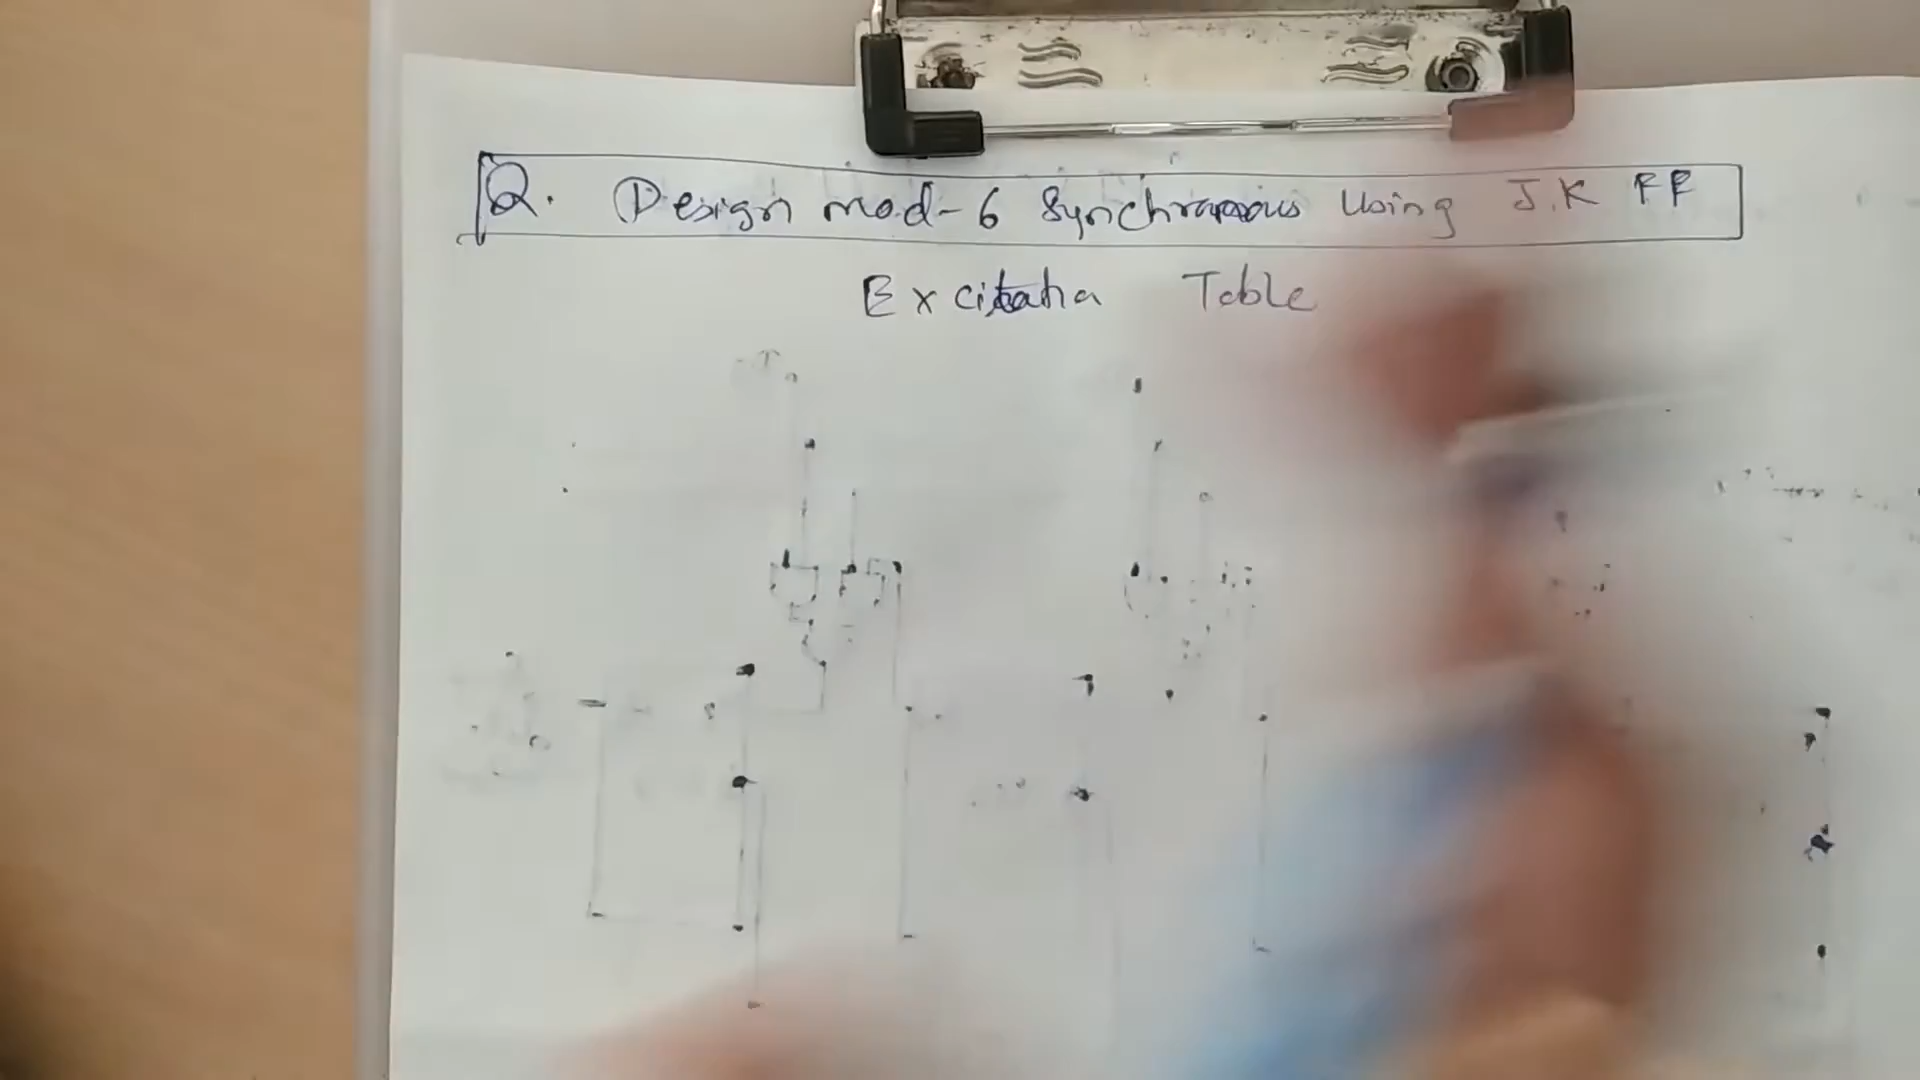 Q. Design mod-6 Synchronous Using J.K FF
Excitation Table